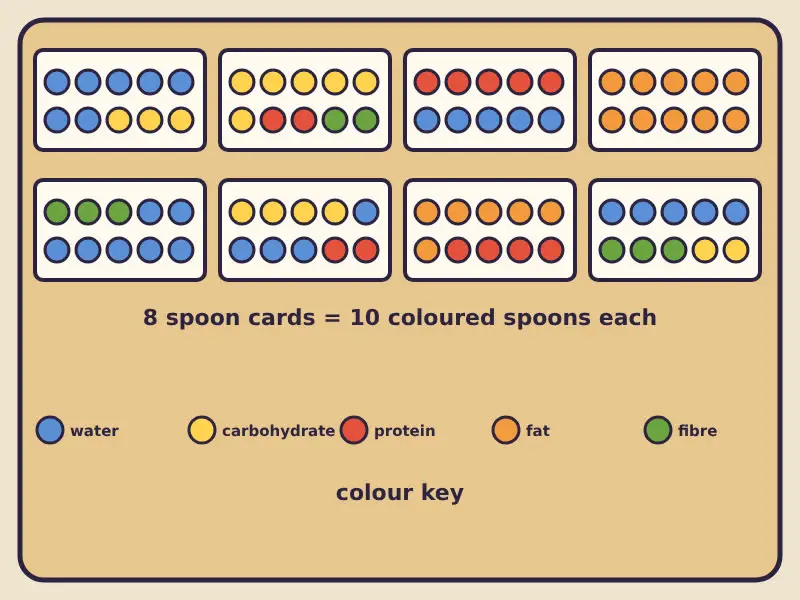 8 spoon cards = 10 coloured spoons each
water carbohydrate protein fat fibre
colour key